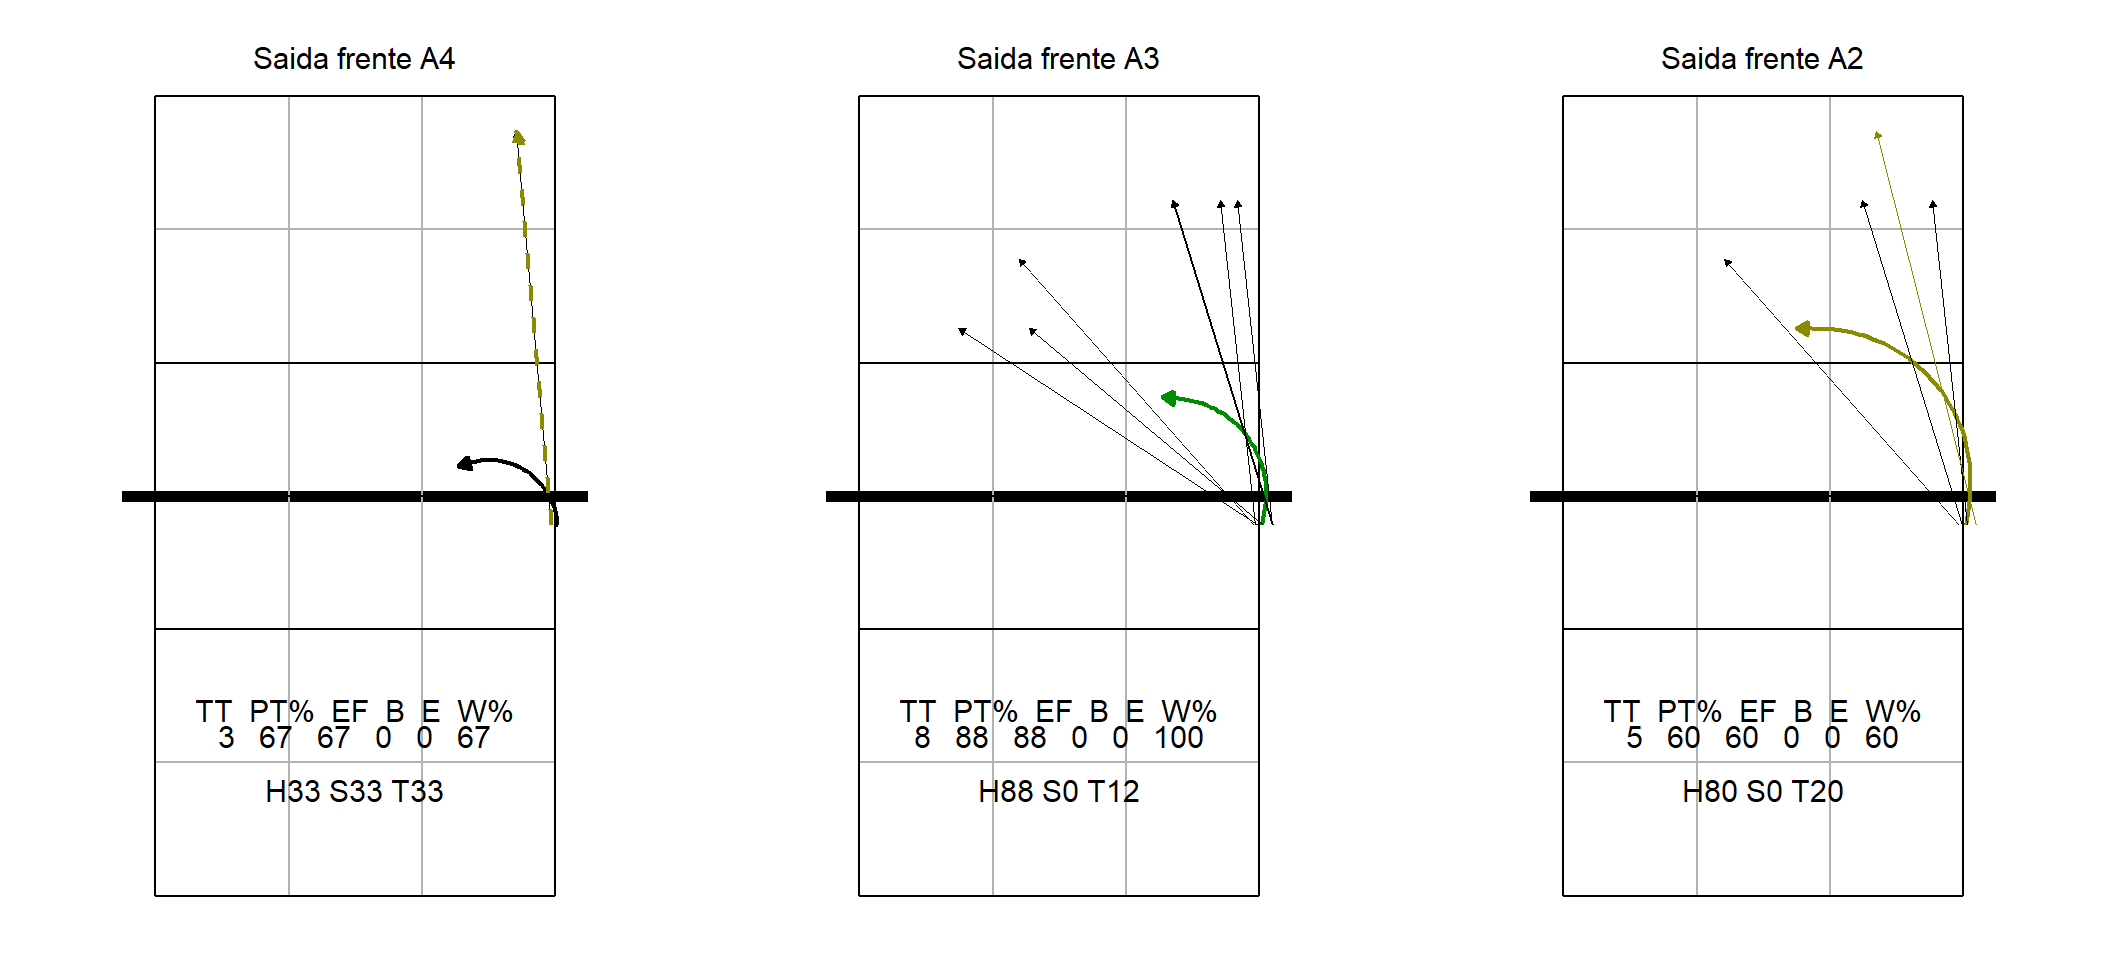 Saida frente A4
TT PT% EF B E W%
3 67 67 0 0 67
H33 S33 T33
Saida frente A3
TT PT% EF B E W%
8 88 88 0 0 100
H88 S0 T12
Saida frente A2
TT PT% EF B E W%
5 60 60 0 0 60
H80 S0 T20